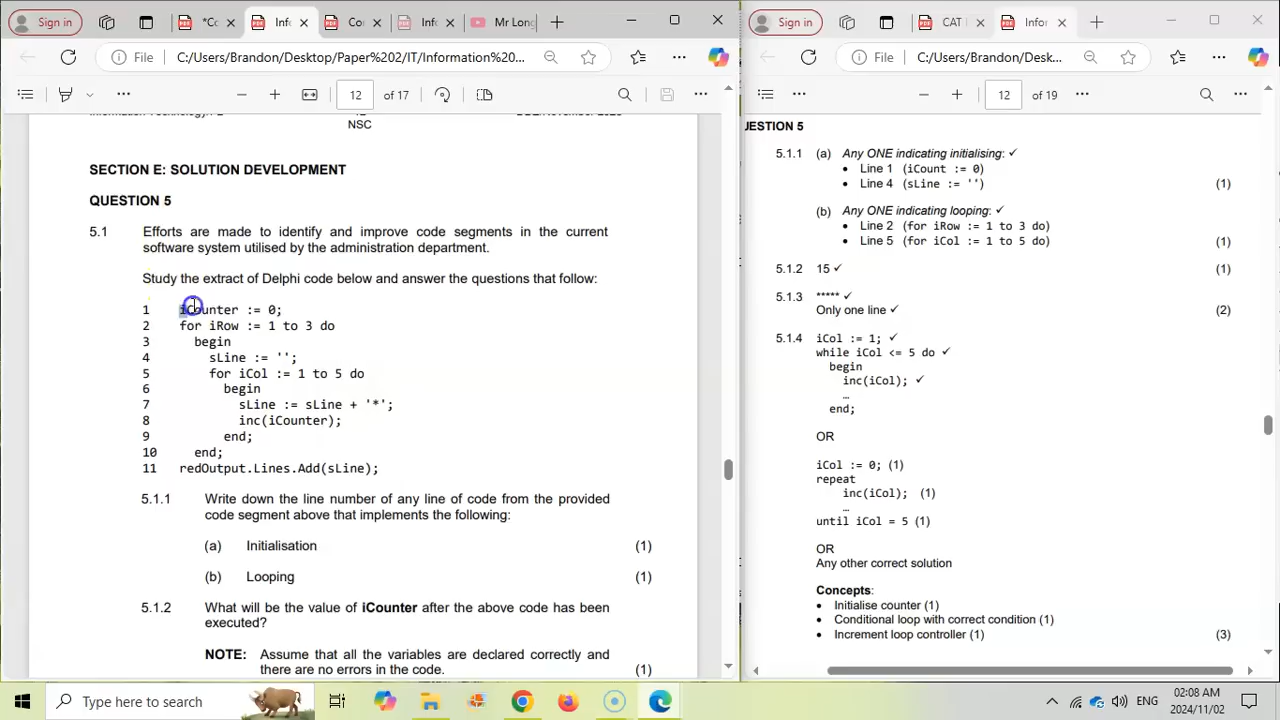 Sign in
*Co
Info
Co
Info
Mr Long
File
C:/Users/Brandon/Desktop/Paper%202/IT/Information%20...
12 of 17
NSC
SECTION E: SOLUTION DEVELOPMENT
QUESTION 5
5.1 Efforts are made to identify and improve code segments in the current
software system utilised by the administration department.
Study the extract of Delphi code below and answer the questions that follow:
1 iCounter := 0;
2 for iRow := 1 to 3 do
3 begin
4 sLine := '';
5 for iCol := 1 to 5 do
6 begin
7 sLine := sLine + '*';
8 inc(iCounter);
9 end;
10 end;
11 redOutput.Lines.Add(sLine);
5.1.1 Write down the line number of any line of code from the provided
code segment above that implements the following:
(a) Initialisation (1)
(b) Looping (1)
5.1.2 What will be the value of iCounter after the above code has been
executed?
NOTE: Assume that all the variables are declared correctly and
there are no errors in the code. (1)
Sign in
CAT
Infor
File
C:/Users/Brandon/Des...
12 of 19
UESTION 5
5.1.1 (a) Any ONE indicating initialising: ✓
• Line 1 (iCount := 0)
• Line 4 (sLine := '') (1)
(b) Any ONE indicating looping: ✓
• Line 2 (for iRow := 1 to 3 do)
• Line 5 (for iCol := 1 to 5 do) (1)
5.1.2 15 ✓ (1)
5.1.3 ***** ✓
Only one line ✓ (2)
5.1.4 iCol := 1; ✓
while iCol <= 5 do ✓
begin
inc(iCol); ✓
…
end;
OR
iCol := 0; (1)
repeat
inc(iCol); (1)
…
until iCol = 5 (1)
OR
Any other correct solution
Concepts:
• Initialise counter (1)
• Conditional loop with correct condition (1)
• Increment loop controller (1) (3)
Type here to search
ENG
02:08 AM
2024/11/02